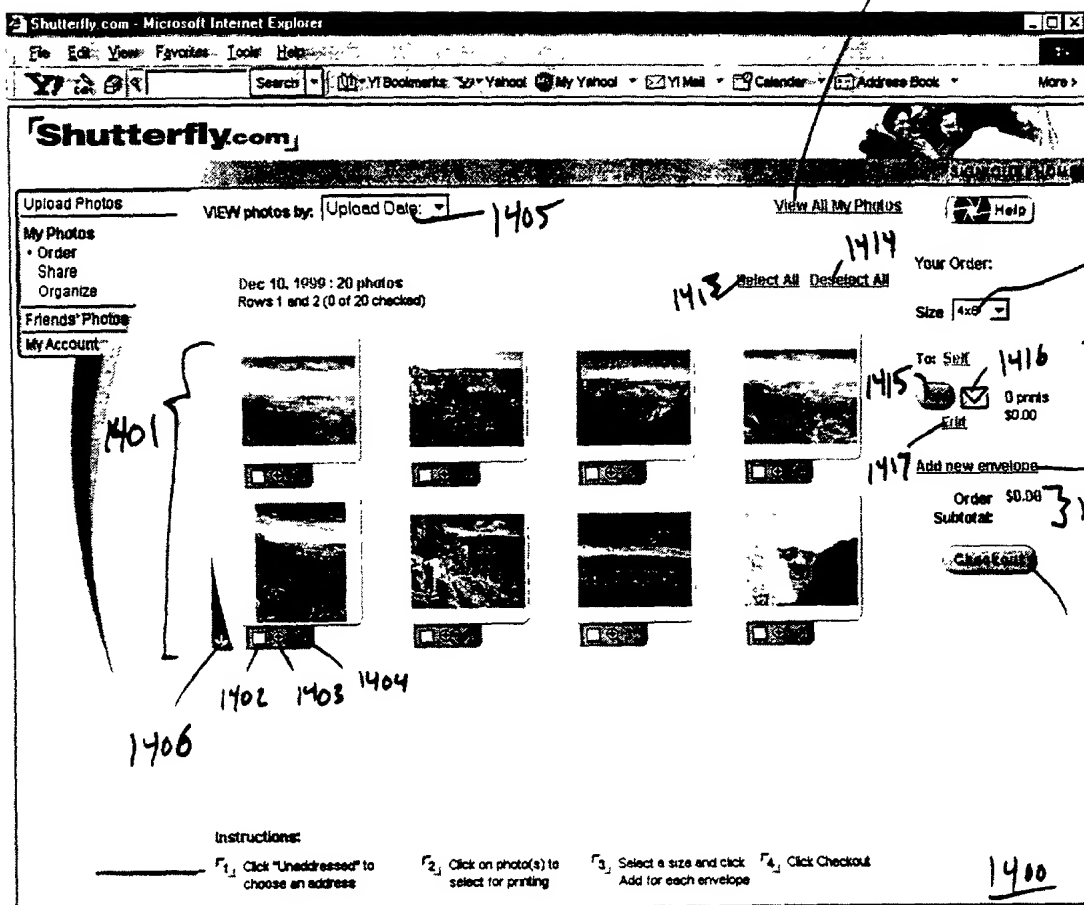 Shutterfly.com - Microsoft Internet Explorer
File Edit View Favorites Tools Help
Y! Search Y! Bookmarks Yahoo! My Yahoo! Y! Mail Calendar Address Book More >
Shutterfly.com
Upload Photos
My Photos
• Order
Share
Organize
Friends' Photos
My Account
VIEW photos by: Upload Date:
1405
View All My Photos
Help
Dec 10, 1999 : 20 photos
Rows 1 and 2 (0 of 20 checked)
1413
Select All Deselect All
1414
Your Order:
Size 4x6
To: Self
1415
1416
0 prints
$0.00
Edit
1417
Add new envelope
Order Subtotal: $0.00
Checkout
1401
1402
1403
1404
1406
Instructions:
1 Click "Unaddressed" to choose an address
2 Click on photo(s) to select for printing
3 Select a size and click Add for each envelope
4 Click Checkout
1400